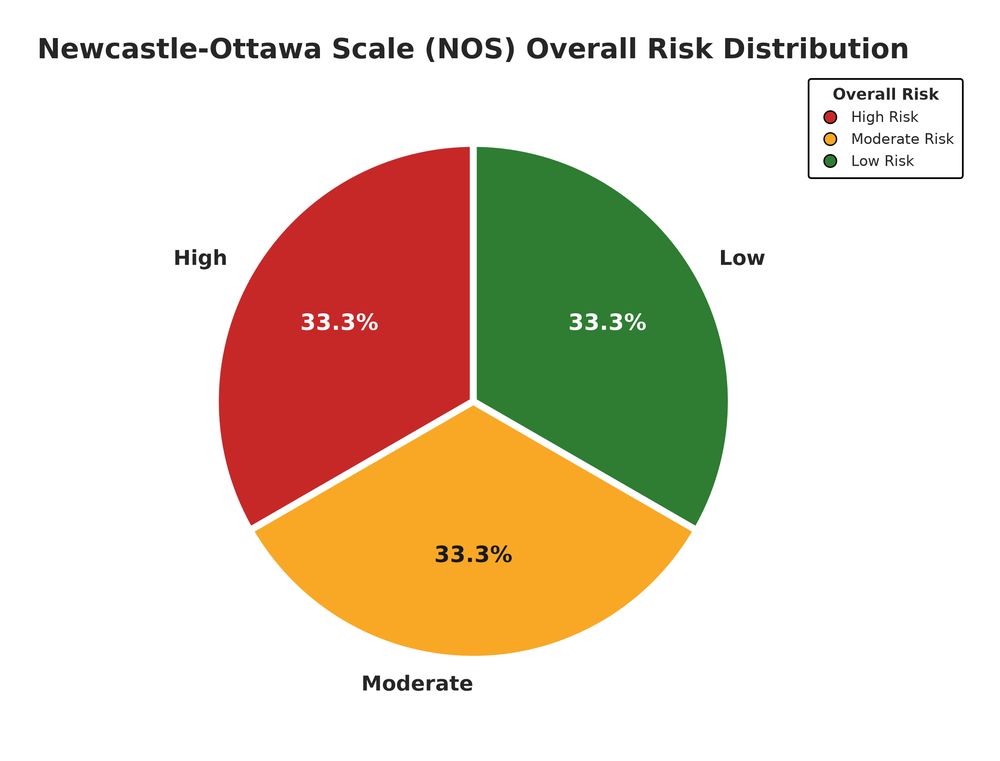 Newcastle-Ottawa Scale (NOS) Overall Risk Distribution
Overall Risk
High Risk
Moderate Risk
Low Risk
High
Low
33.3%
33.3%
33.3%
Moderate